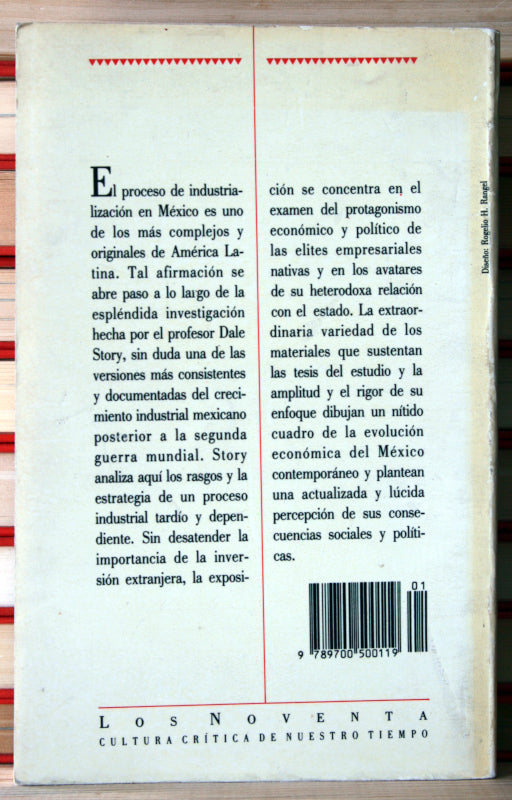 El proceso de industria-
lización en México es uno
de los más complejos y
originales de América La-
tina. Tal afirmación se
abre paso a lo largo de la
espléndida investigación
hecha por el profesor Dale
Story, sin duda una de las
versiones más consistentes
y documentadas del creci-
miento industrial mexicano
posterior a la segunda
guerra mundial. Story
analiza aquí los rasgos y la
estrategia de un proceso
industrial tardío y depen-
diente. Sin desatender la
importancia de la inver-
sión extranjera, la exposi-
ción se concentra en el
examen del protagonismo
económico y político de
las elites empresariales
nativas y en los avatares
de su heterodoxa relación
con el estado. La extraor-
dinaria variedad de los
materiales que sustentan
las tesis del estudio y la
amplitud y el rigor de su
enfoque dibujan un nítido
cuadro de la evolución
económica del México
contemporáneo y plantean
una actualizada y lúcida
percepción de sus conse-
cuencias sociales y políti-
cas.
Diseño: Rogelio H. Rangel
01
9 789700 500119
LOS NOVENTA
CULTURA CRÍTICA DE NUESTRO TIEMPO